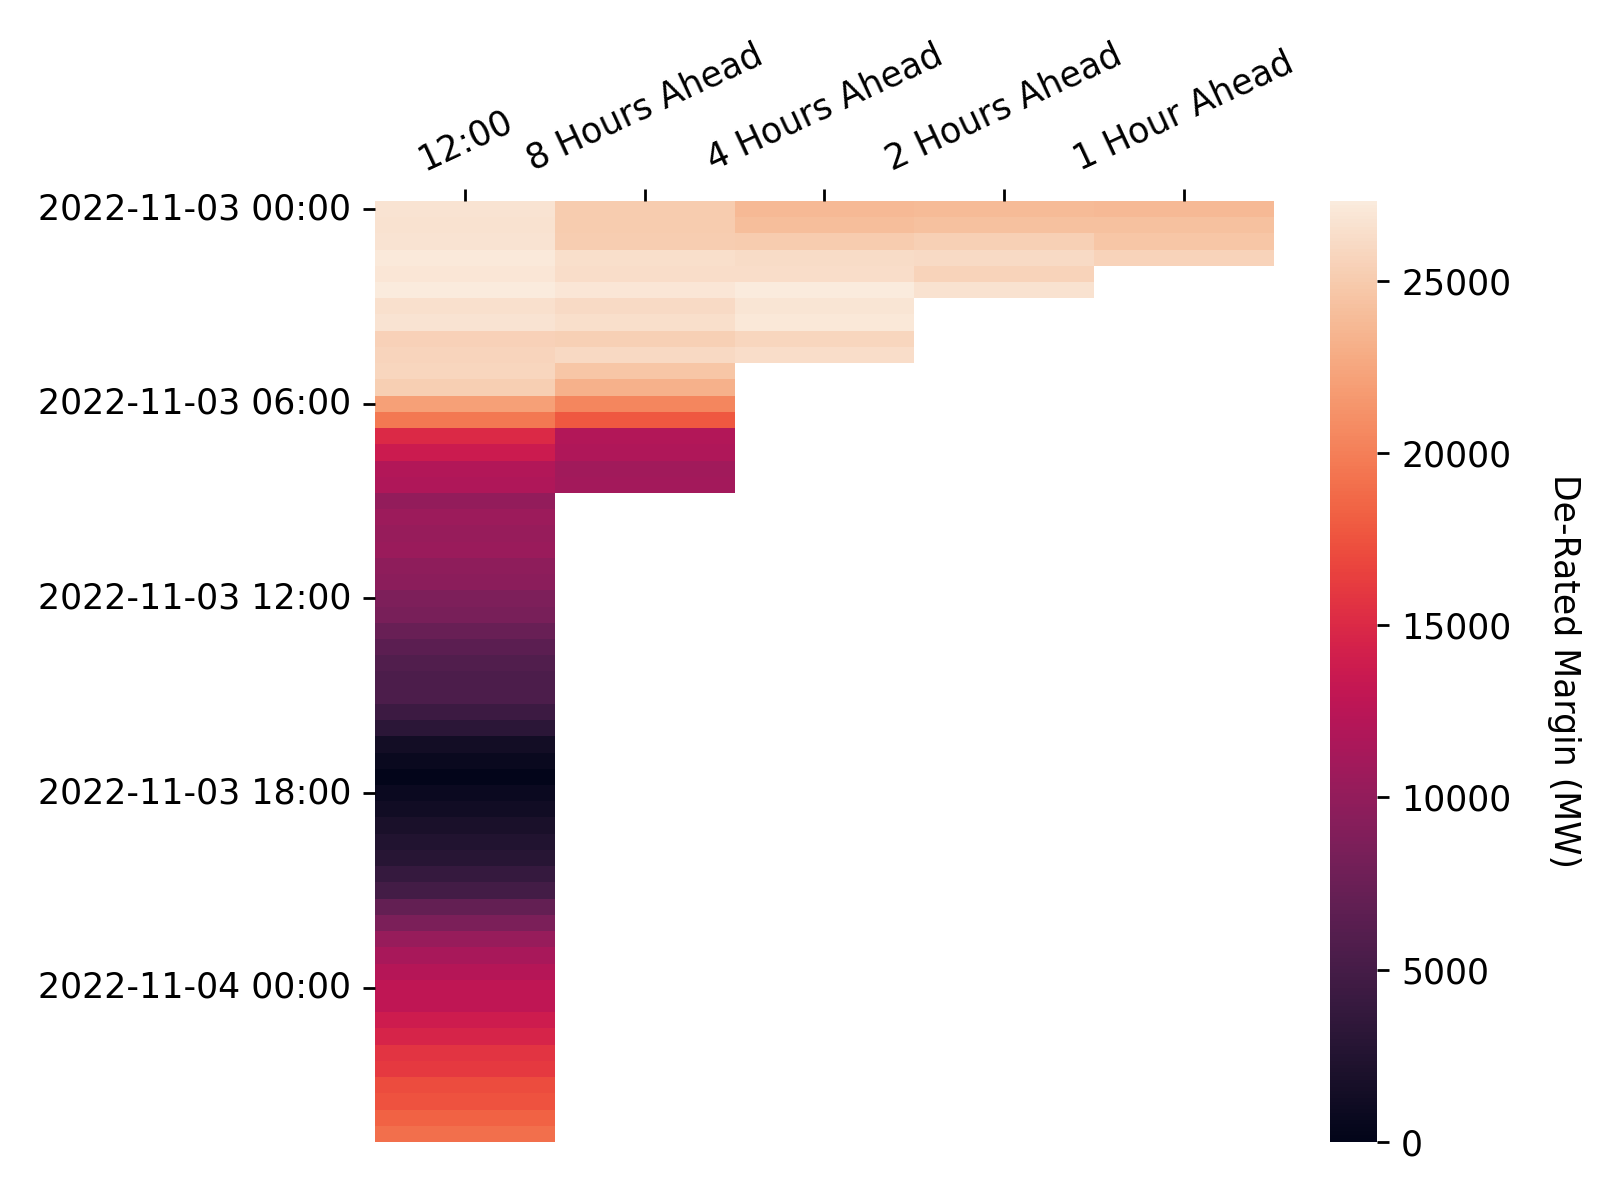 12:00
8 Hours Ahead
4 Hours Ahead
2 Hours Ahead
1 Hour Ahead
2022-11-03 00:00
2022-11-03 06:00
2022-11-03 12:00
2022-11-03 18:00
2022-11-04 00:00
25000
20000
15000
10000
5000
0
De-Rated Margin (MW)